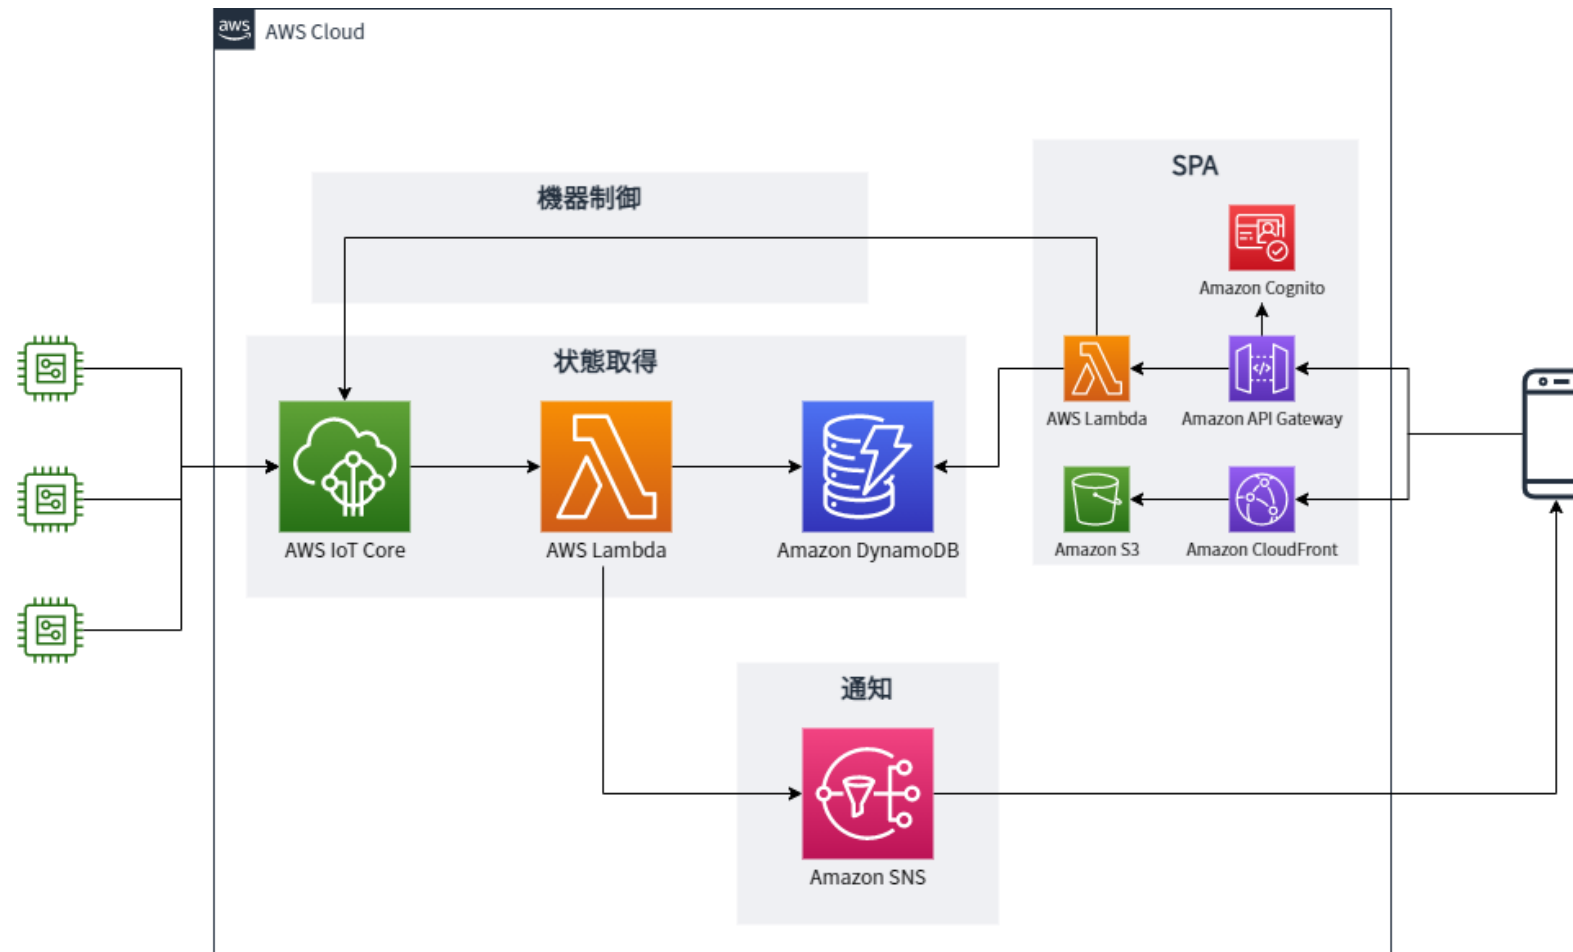 aws
AWS Cloud
SPA
機器制御
Amazon Cognito
状態取得
AWS Lambda
Amazon API Gateway
AWS IoT Core
AWS Lambda
Amazon DynamoDB
Amazon S3
Amazon CloudFront
通知
Amazon SNS